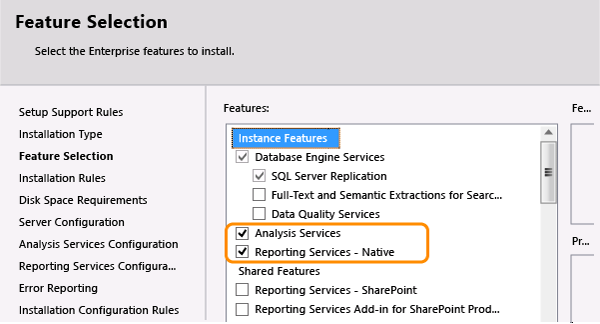 Feature Selection
Select the Enterprise features to install.
Setup Support Rules
Installation Type
Feature Selection
Installation Rules
Disk Space Requirements
Server Configuration
Analysis Services Configuration
Reporting Services Configura...
Error Reporting
Installation Configuration Rules
Features:
Instance Features
Database Engine Services
SQL Server Replication
Full-Text and Semantic Extractions for Searc...
Data Quality Services
Analysis Services
Reporting Services - Native
Shared Features
Reporting Services - SharePoint
Reporting Services Add-in for SharePoint Prod...
Fe...
Pr...